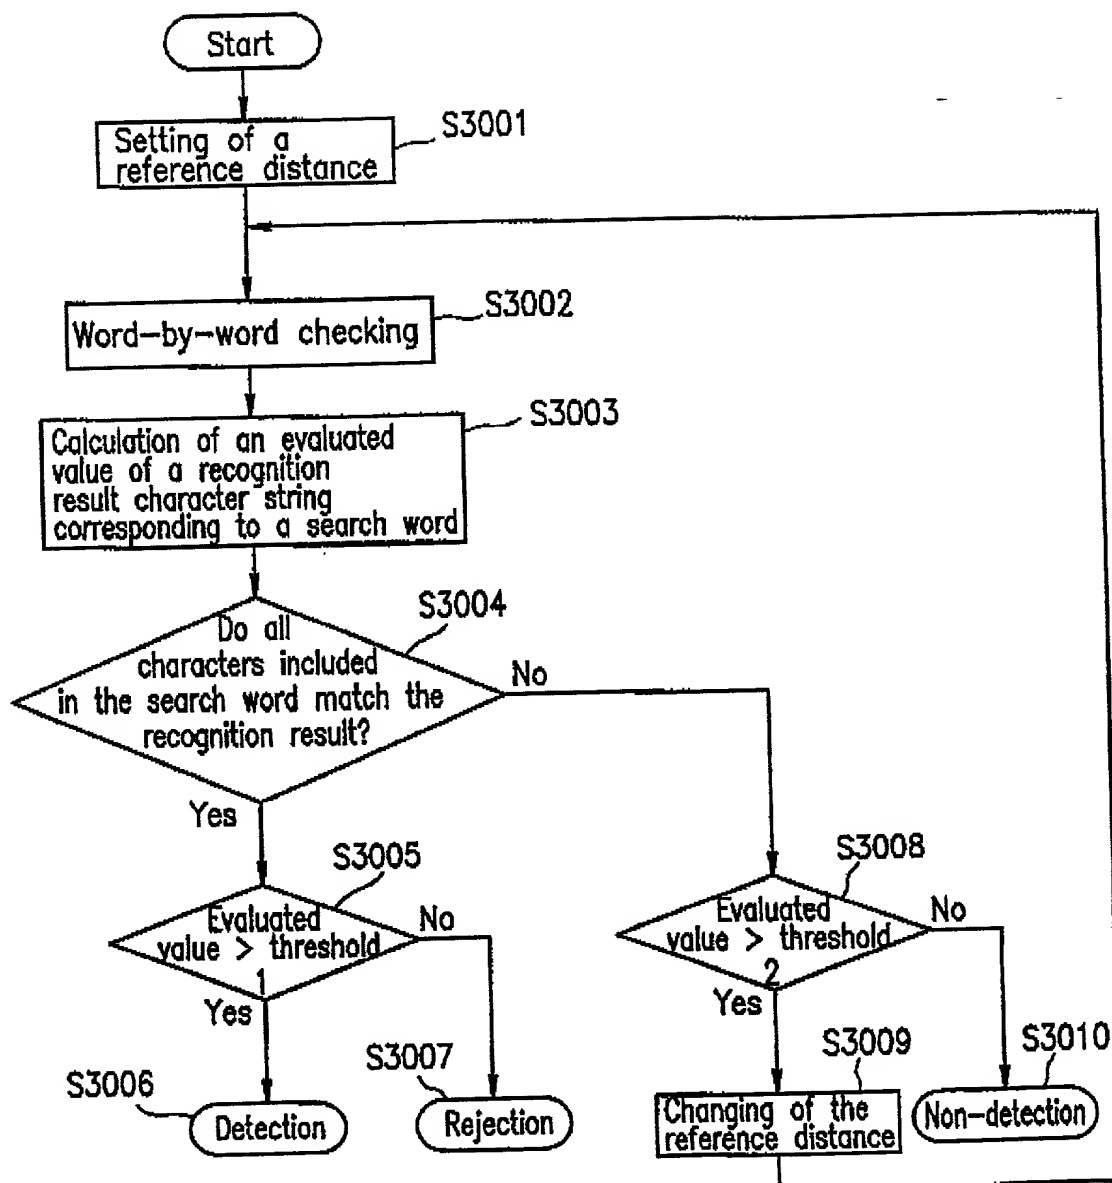 Start
S3001
Setting of a
reference distance
S3002
Word-by-word checking
S3003
Calculation of an evaluated
value of a recognition
result character string
corresponding to a search word
S3004
Do all
characters included
in the search word match the
recognition result?
No
Yes
S3005
Evaluated
value > threshold
1
No
Yes
S3008
Evaluated
value > threshold
2
No
Yes
S3006
Detection
S3007
Rejection
S3009
Changing of the
reference distance
S3010
Non-detection